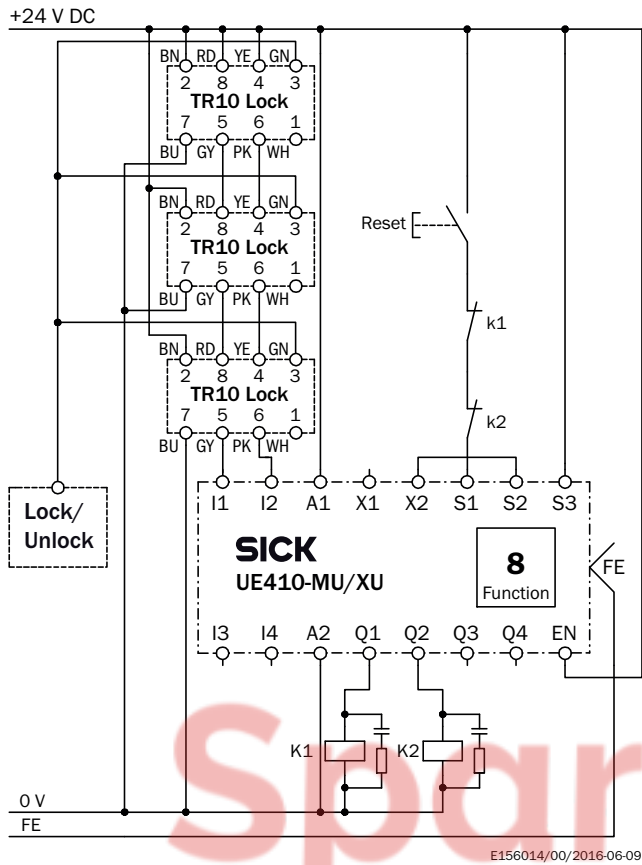 +24 V DC
BN RD YE GN
2 8 4 3
TR10 Lock
7 5 6 1
BU GY PK WH
BN RD YE GN
2 8 4 3
TR10 Lock
7 5 6 1
BU GY PK WH
Reset
k1
BN RD YE GN
2 8 4 3
TR10 Lock
7 5 6 1
BU GY PK WH
k2
I1 I2 A1 X1 X2 S1 S2 S3
Lock/
Unlock
SICK
UE410-MU/XU
8
Function
FE
I3 I4 A2 Q1 Q2 Q3 Q4 EN
K1 K2
Spar
0 V
FE
E156014/00/2016-06-09